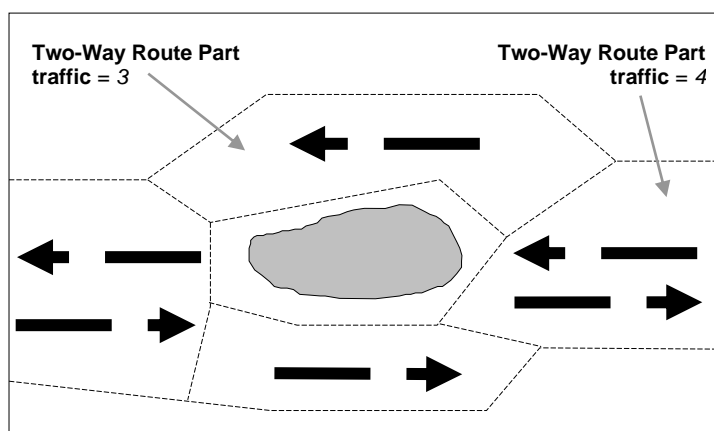 Two-Way Route Part
traffic = 3
Two-Way Route Part
traffic = 4